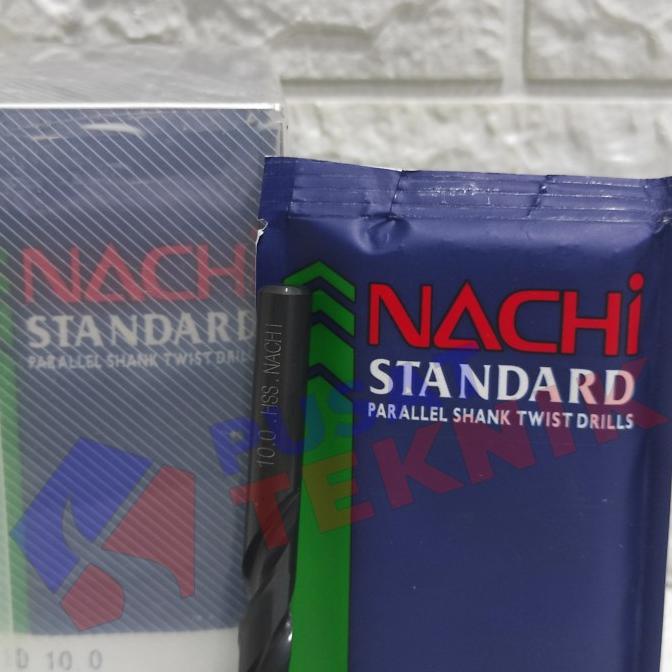 NACHI
STANDARD
PARALLEL SHANK TWIST DRILLS
10.0
10.0 .HSS. NACHI
NACHi
STANDARD
PARALLEL SHANK TWIST DRILLS
PUSAT
TEKNIK